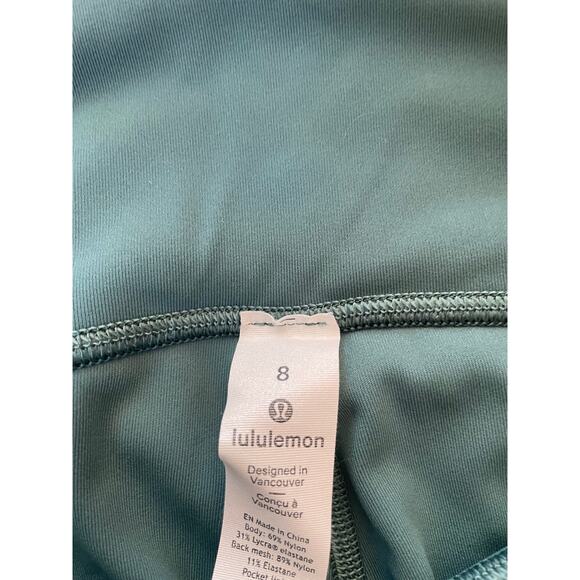 8
lululemon
Designed in
Vancouver
Conçu à
Vancouver
EN Made in China
Body: 69% Nylon
31% Lycra® elastane
Back mesh: 89% Nylon
11% Elastane
Pocket